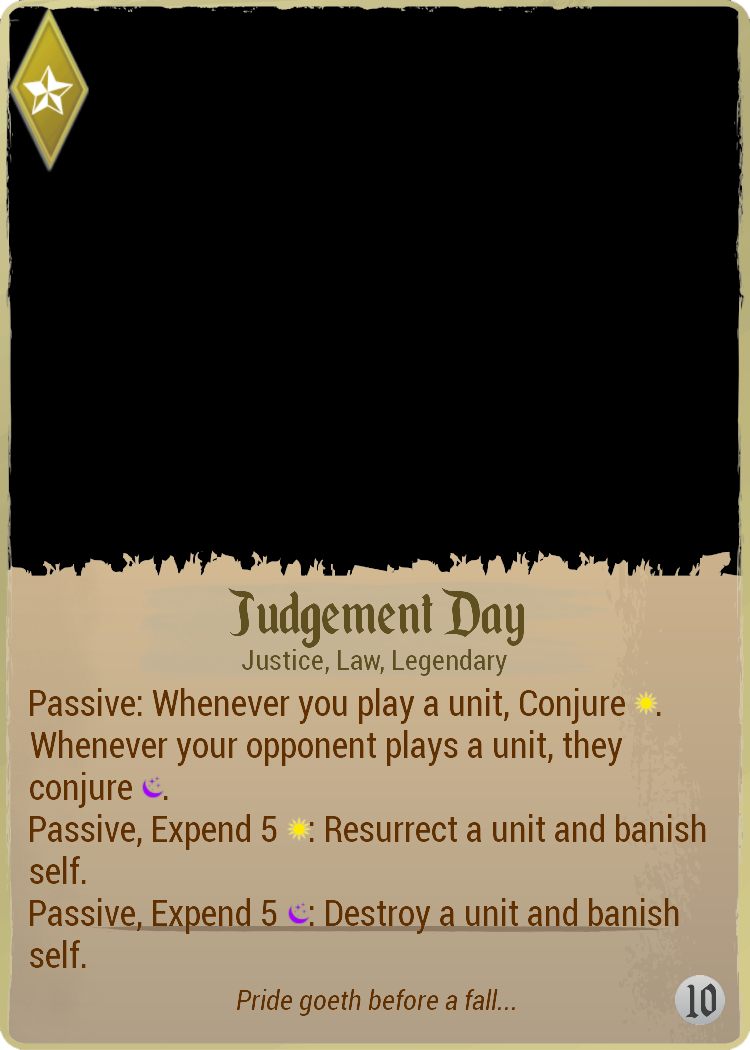 Judgement Day
Justice, Law, Legendary
Passive: Whenever you play a unit, Conjure .
Whenever your opponent plays a unit, they
conjure .
Passive, Expend 5 : Resurrect a unit and banish
self.
Passive, Expend 5 : Destroy a unit and banish
self.
Pride goeth before a fall...
10